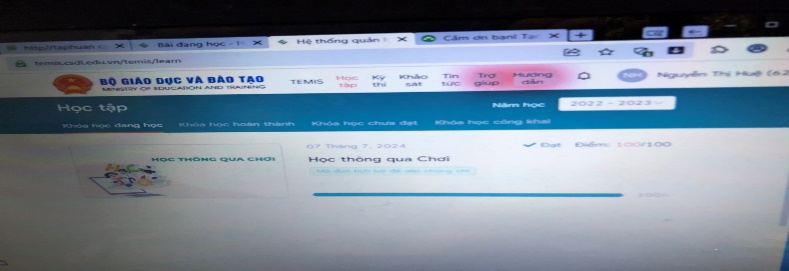 http://taphuan.c
Bài đang học - H
Hệ thống quản l
Cảm ơn bạn! Tạ
temis.csdl.edu.vn/temis/learn
BỘ GIÁO DỤC VÀ ĐÀO TẠO
MINISTRY OF EDUCATION AND TRAINING
TEMIS Học tập Kỳ thi Khảo sát Tin tức Trợ giúp Hướng dẫn
NH Nguyễn Thị Huệ (62
Học tập
Năm học 2022 - 2023
Khóa học đang học Khóa học hoàn thành Khóa học chưa đạt Khóa học công khai
HỌC THÔNG QUA CHƠI
07 Tháng 7, 2024
Đạt Điểm: 100/100
Học thông qua Chơi
100%